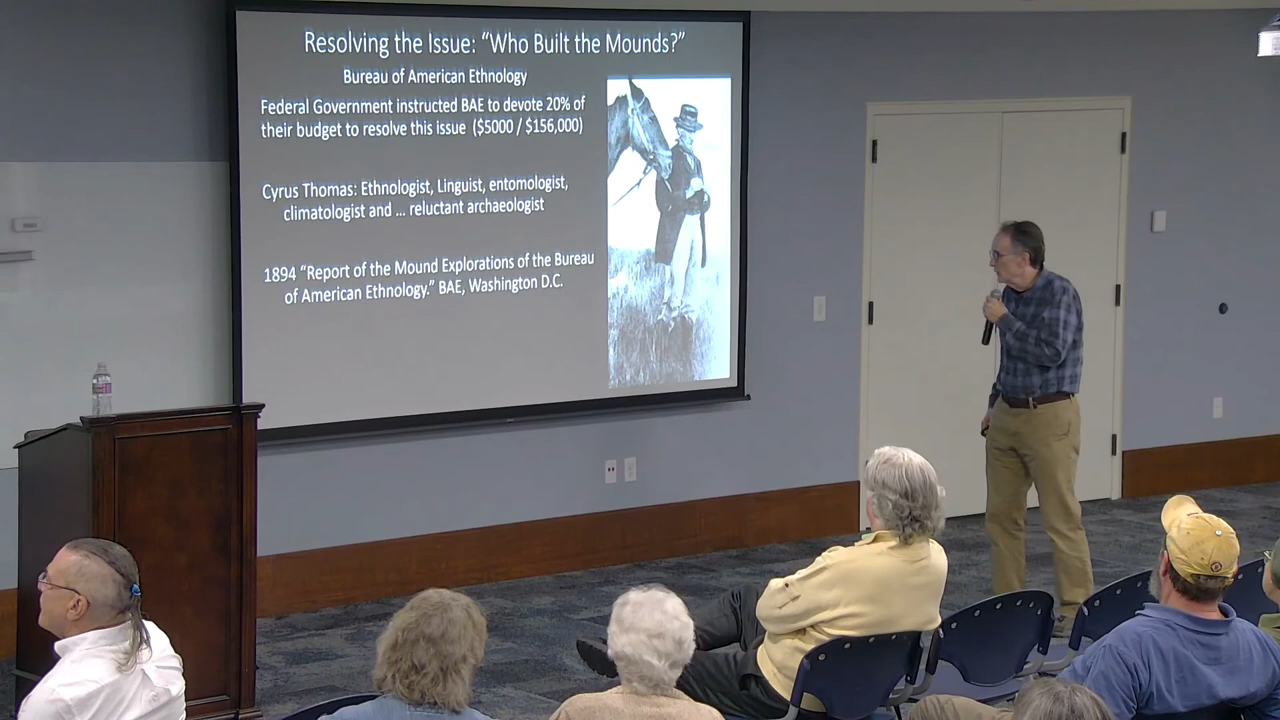 Resolving the Issue: “Who Built the Mounds?”
Bureau of American Ethnology
Federal Government instructed BAE to devote 20% of
their budget to resolve this issue ($5000 / $156,000)
Cyrus Thomas: Ethnologist, Linguist, entomologist,
climatologist and ... reluctant archaeologist
1894 “Report of the Mound Explorations of the Bureau
of American Ethnology.” BAE, Washington D.C.